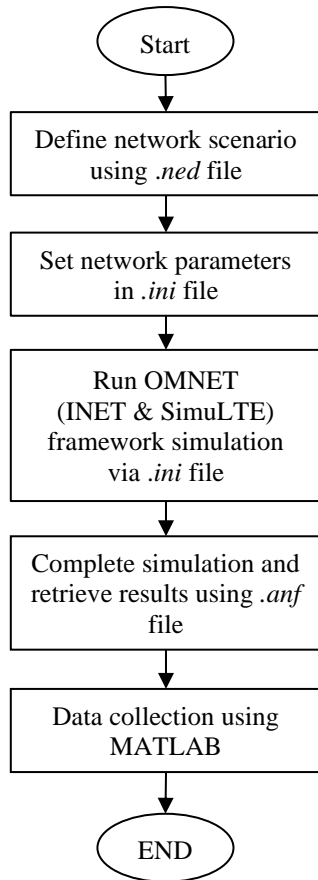 Start
Define network scenario
using .ned file
Set network parameters
in .ini file
Run OMNET
(INET & SimuLTE)
framework simulation
via .ini file
Complete simulation and
retrieve results using .anf
file
Data collection using
MATLAB
END